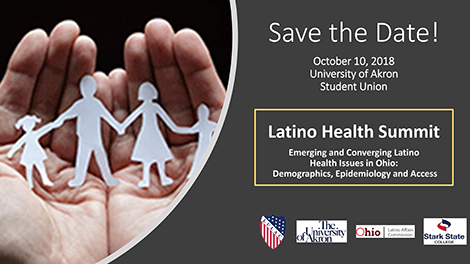 Save the Date!
October 10, 2018
University of Akron
Student Union
Latino Health Summit
Emerging and Converging Latino
Health Issues in Ohio:
Demographics, Epidemiology and Access
The
University
of Akron
Ohio
Latino Affairs
Commission
Stark State
COLLEGE